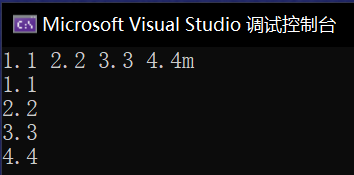 Microsoft Visual Studio 调试控制台
1.1 2.2 3.3 4.4m
1.1
2.2
3.3
4.4